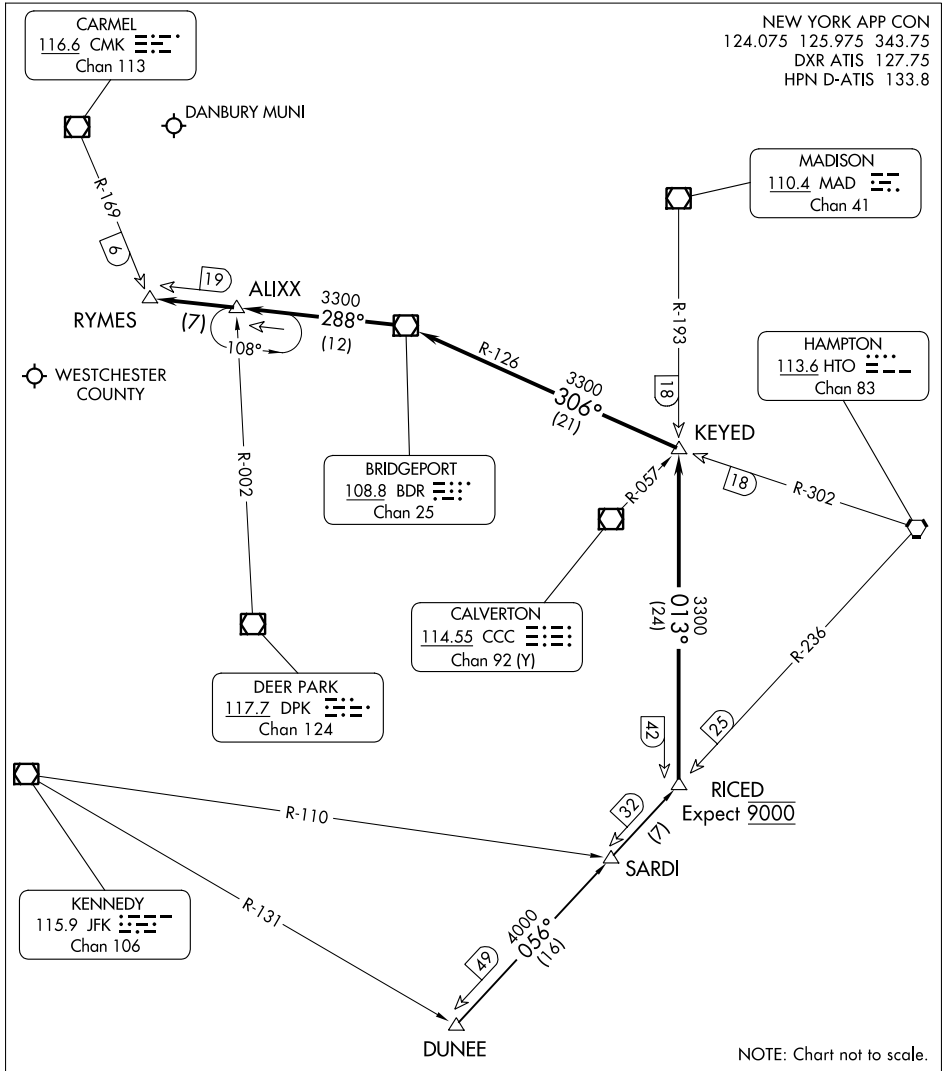 CARMEL
116.6 CMK
Chan 113
NEW YORK APP CON
124.075 125.975 343.75
DXR ATIS 127.75
HPN D-ATIS 133.8
DANBURY MUNI
MADISON
110.4 MAD
Chan 41
R-169
6
19
ALIXX
RYMES
(7)
3300
288°
(12)
108°
R-126
3300
306°
(21)
R-193
18
HAMPTON
113.6 HTO
Chan 83
WESTCHESTER
COUNTY
KEYED
R-002
BRIDGEPORT
108.8 BDR
Chan 25
R-057
18
R-302
CALVERTON
114.55 CCC
Chan 92 (Y)
3300
013°
(24)
R-236
DEER PARK
117.7 DPK
Chan 124
42
25
RICED
Expect 9000
R-110
32
(7)
SARDI
KENNEDY
115.9 JFK
Chan 106
R-131
4000
056°
(16)
49
DUNEE
NOTE: Chart not to scale.